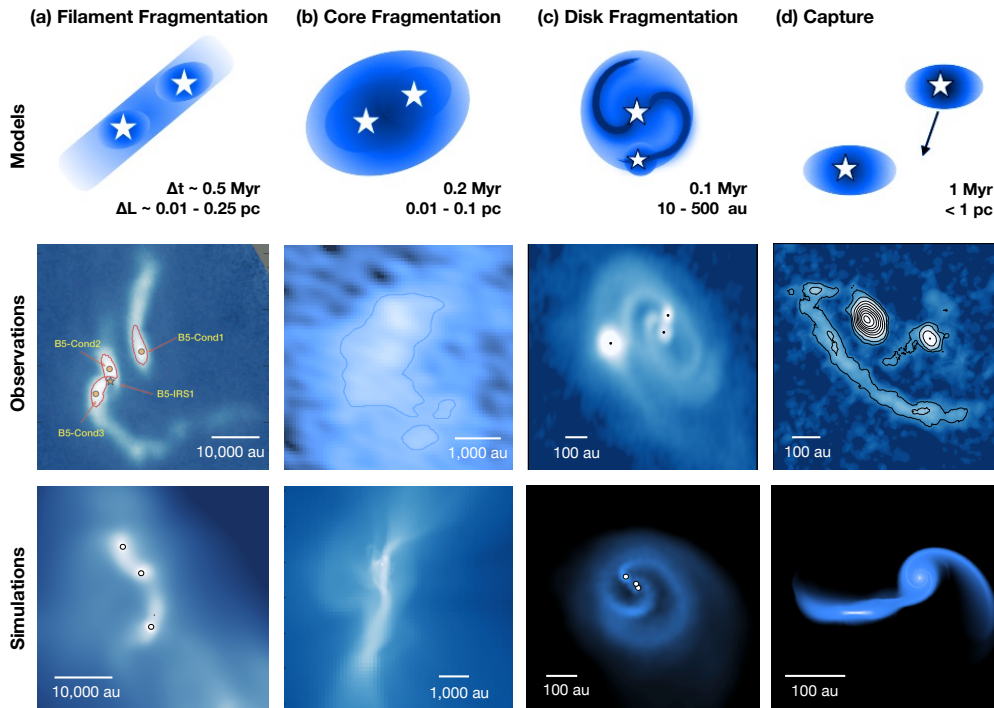 (a) Filament Fragmentation
(b) Core Fragmentation
(c) Disk Fragmentation
(d) Capture
Models
Δt ~ 0.5 Myr
ΔL ~ 0.01 - 0.25 pc
0.2 Myr
0.01 - 0.1 pc
0.1 Myr
10 - 500 au
1 Myr
< 1 pc
Observations
B5-Cond1
B5-Cond2
B5-IRS1
B5-Cond3
10,000 au
1,000 au
100 au
100 au
Simulations
10,000 au
1,000 au
100 au
100 au